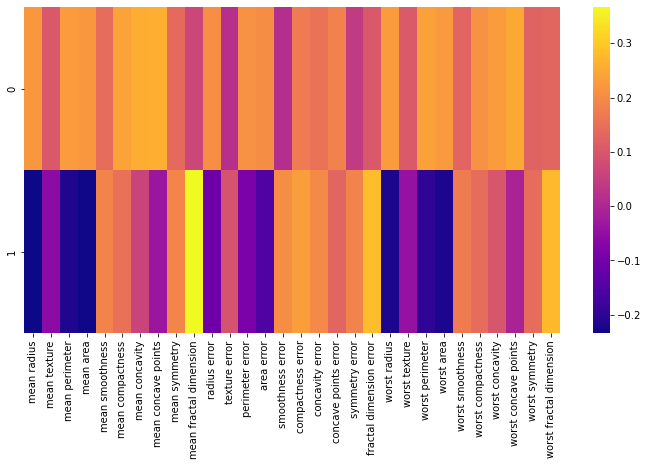 0
1
mean radius
mean texture
mean perimeter
mean area
mean smoothness
mean compactness
mean concavity
mean concave points
mean symmetry
mean fractal dimension
radius error
texture error
perimeter error
area error
smoothness error
compactness error
concavity error
concave points error
symmetry error
fractal dimension error
worst radius
worst texture
worst perimeter
worst area
worst smoothness
worst compactness
worst concavity
worst concave points
worst symmetry
worst fractal dimension
0.3
0.2
0.1
0.0
−0.1
−0.2